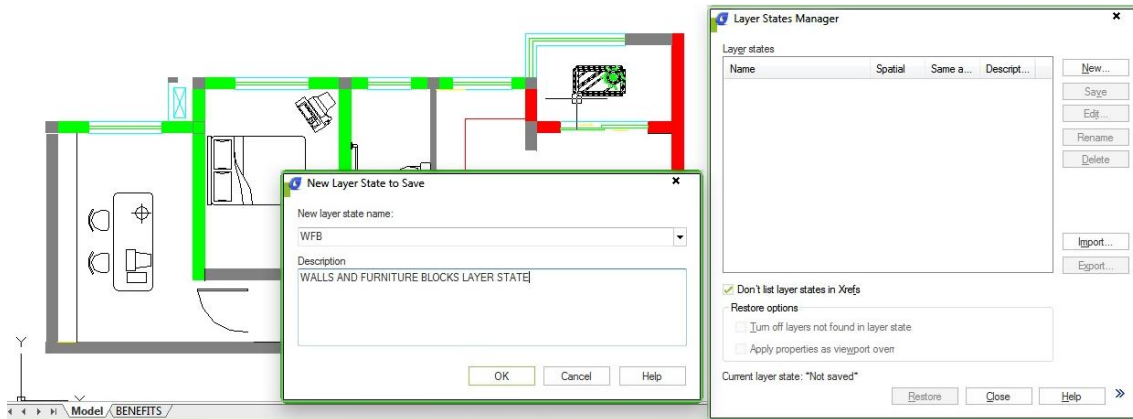 Layer States Manager
Layer states
Name Spatial Same a... Descript...
New...
Save
Edit...
Rename
Delete
Import...
Export...
Don't list layer states in Xrefs
Restore options
Turn off layers not found in layer state
Apply properties as viewport overr
Current layer state: "Not saved"
Restore Close Help »
New Layer State to Save
New layer state name:
WFB
Description
WALLS AND FURNITURE BLOCKS LAYER STATE
OK Cancel Help
Y
X
Model BENEFITS